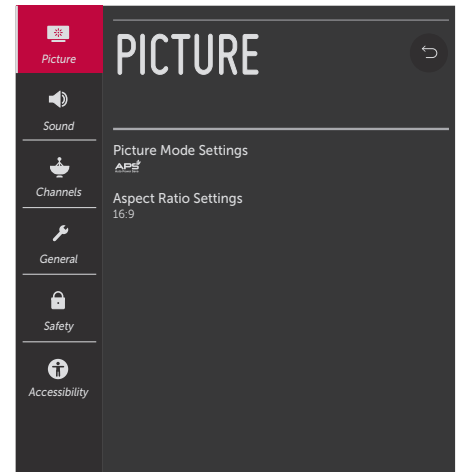 Picture
Sound
Channels
General
Safety
Accessibility
PICTURE
Picture Mode Settings
APS
Aspect Ratio Settings
16:9